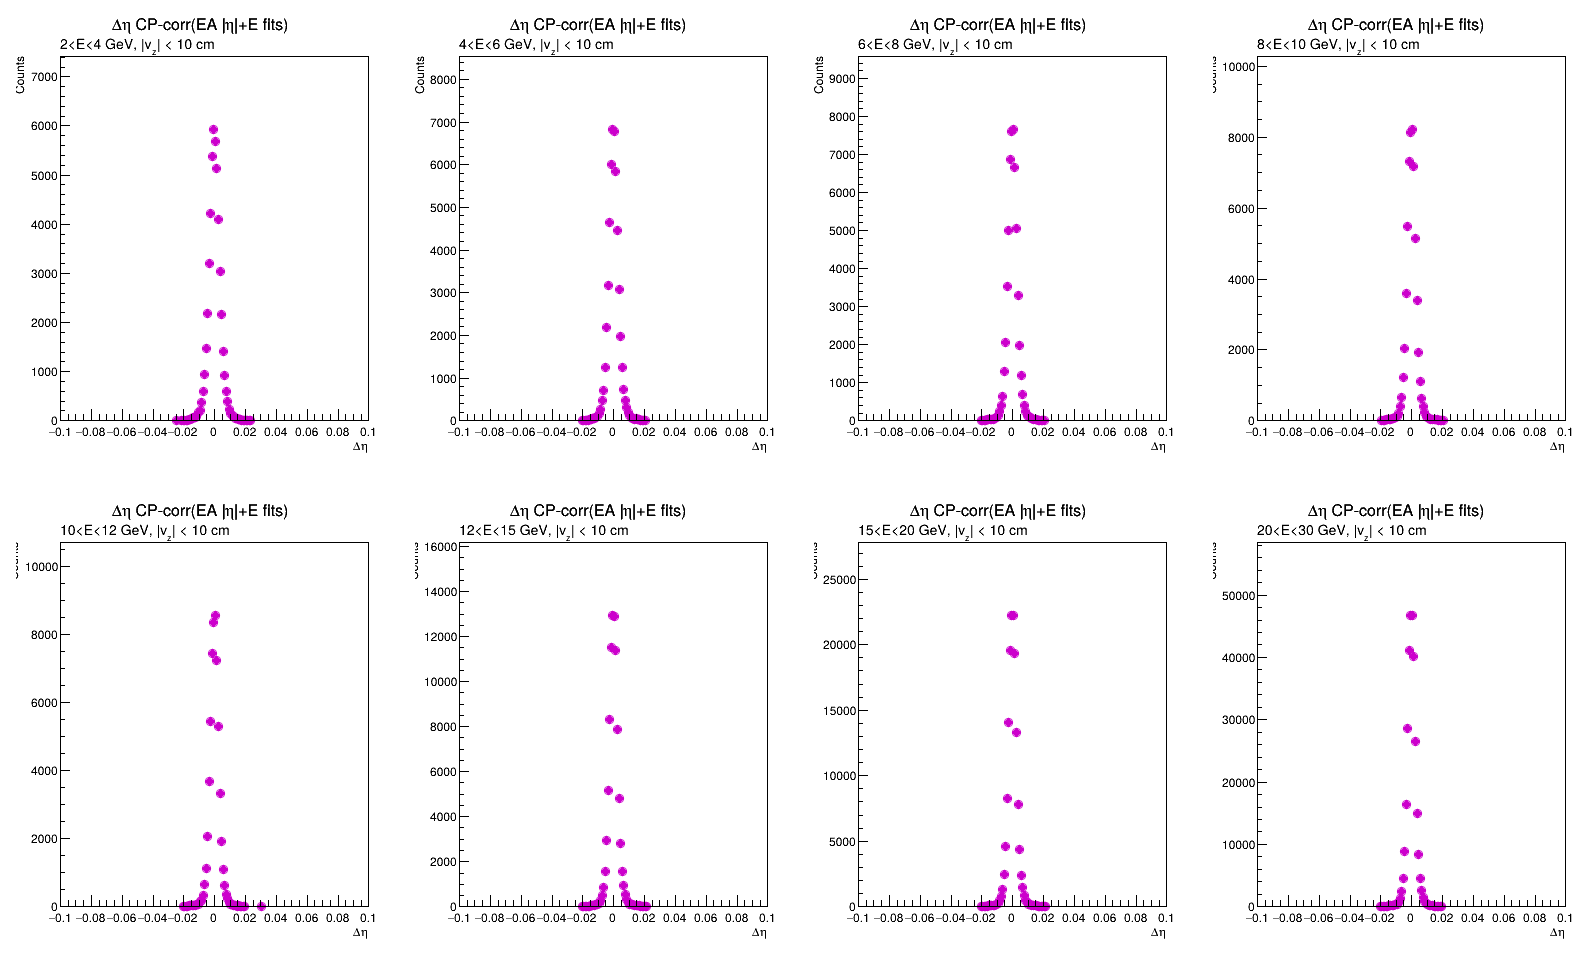 Δη CP-corr(EA |η|+E fits)
2<E<4 GeV, |v_z| < 10 cm
Counts
7000
6000
5000
4000
3000
2000
1000
0
−0.1 −0.08 −0.06 −0.04 −0.02 0 0.02 0.04 0.06 0.08 0.1
Δη
Δη CP-corr(EA |η|+E fits)
4<E<6 GeV, |v_z| < 10 cm
Counts
8000
7000
6000
5000
4000
3000
2000
1000
0
−0.1 −0.08 −0.06 −0.04 −0.02 0 0.02 0.04 0.06 0.08 0.1
Δη
Δη CP-corr(EA |η|+E fits)
6<E<8 GeV, |v_z| < 10 cm
Counts
9000
8000
7000
6000
5000
4000
3000
2000
1000
0
−0.1 −0.08 −0.06 −0.04 −0.02 0 0.02 0.04 0.06 0.08 0.1
Δη
Δη CP-corr(EA |η|+E fits)
8<E<10 GeV, |v_z| < 10 cm
Counts
10000
8000
6000
4000
2000
0
−0.1 −0.08 −0.06 −0.04 −0.02 0 0.02 0.04 0.06 0.08 0.1
Δη
Δη CP-corr(EA |η|+E fits)
10<E<12 GeV, |v_z| < 10 cm
Counts
10000
8000
6000
4000
2000
0
−0.1 −0.08 −0.06 −0.04 −0.02 0 0.02 0.04 0.06 0.08 0.1
Δη
Δη CP-corr(EA |η|+E fits)
12<E<15 GeV, |v_z| < 10 cm
Counts
16000
14000
12000
10000
8000
6000
4000
2000
0
−0.1 −0.08 −0.06 −0.04 −0.02 0 0.02 0.04 0.06 0.08 0.1
Δη
Δη CP-corr(EA |η|+E fits)
15<E<20 GeV, |v_z| < 10 cm
Counts
25000
20000
15000
10000
5000
0
−0.1 −0.08 −0.06 −0.04 −0.02 0 0.02 0.04 0.06 0.08 0.1
Δη
Δη CP-corr(EA |η|+E fits)
20<E<30 GeV, |v_z| < 10 cm
Counts
50000
40000
30000
20000
10000
0
−0.1 −0.08 −0.06 −0.04 −0.02 0 0.02 0.04 0.06 0.08 0.1
Δη